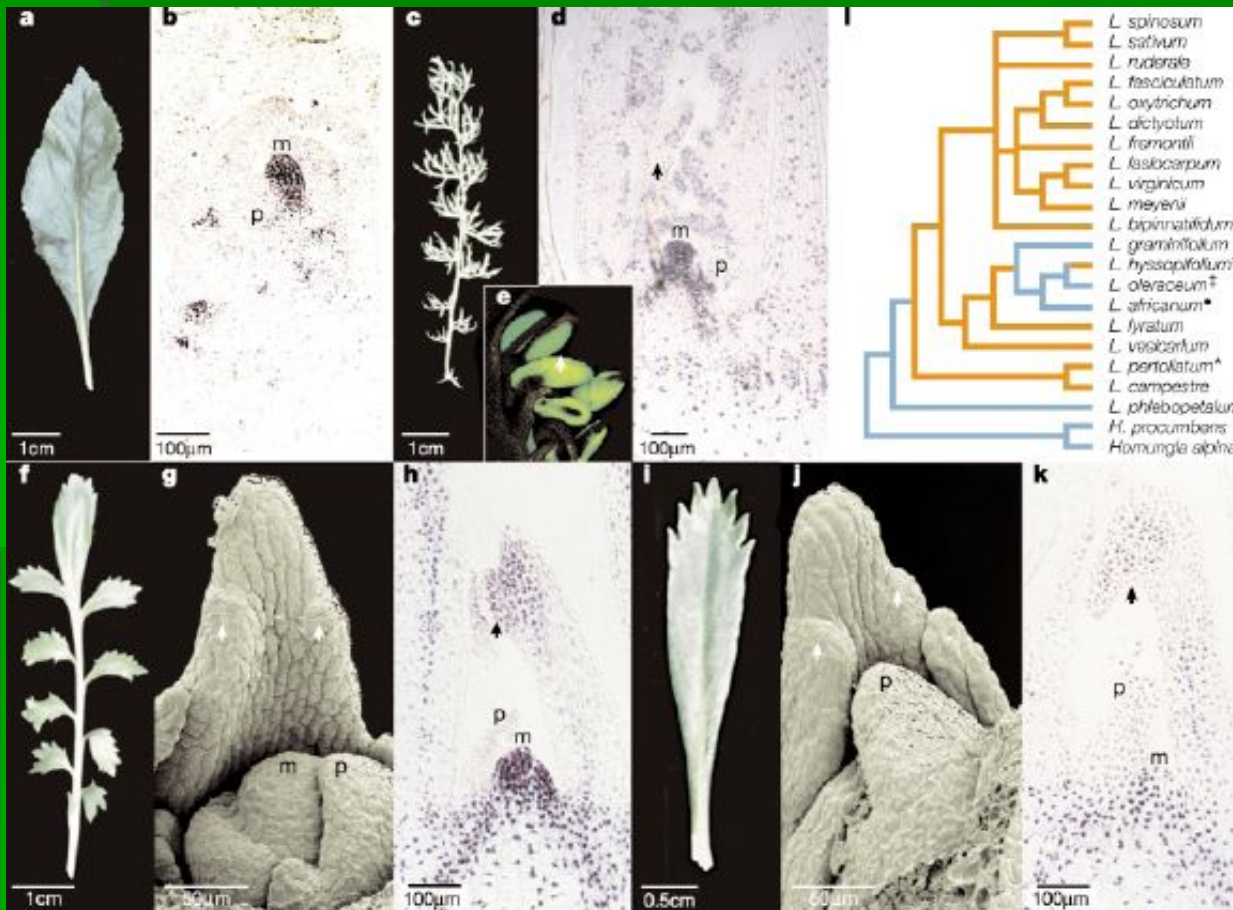 a
b
c
d
l
m
p
m
p
e
1cm
100μm
1cm
100μm
L. spinosum
L. sativum
L. ruderale
L. fasciculatum
L. oxytrichum
L. dictyotum
L. fremontii
L. lasiocarpum
L. virginicum
L. meyenii
L. bipinnatifidum
L. graminifolium
L. hyssopifolium
L. oleraceum‡
L. africanum•
L. lyratum
L. vesicarium
L. perfoliatum^
L. campestre
L. phlebopetalum
H. procumbens
Hornungia alpina
f
g
h
i
j
k
m
p
p
m
p
p
m
1cm
50μm
100μm
0.5cm
100μm